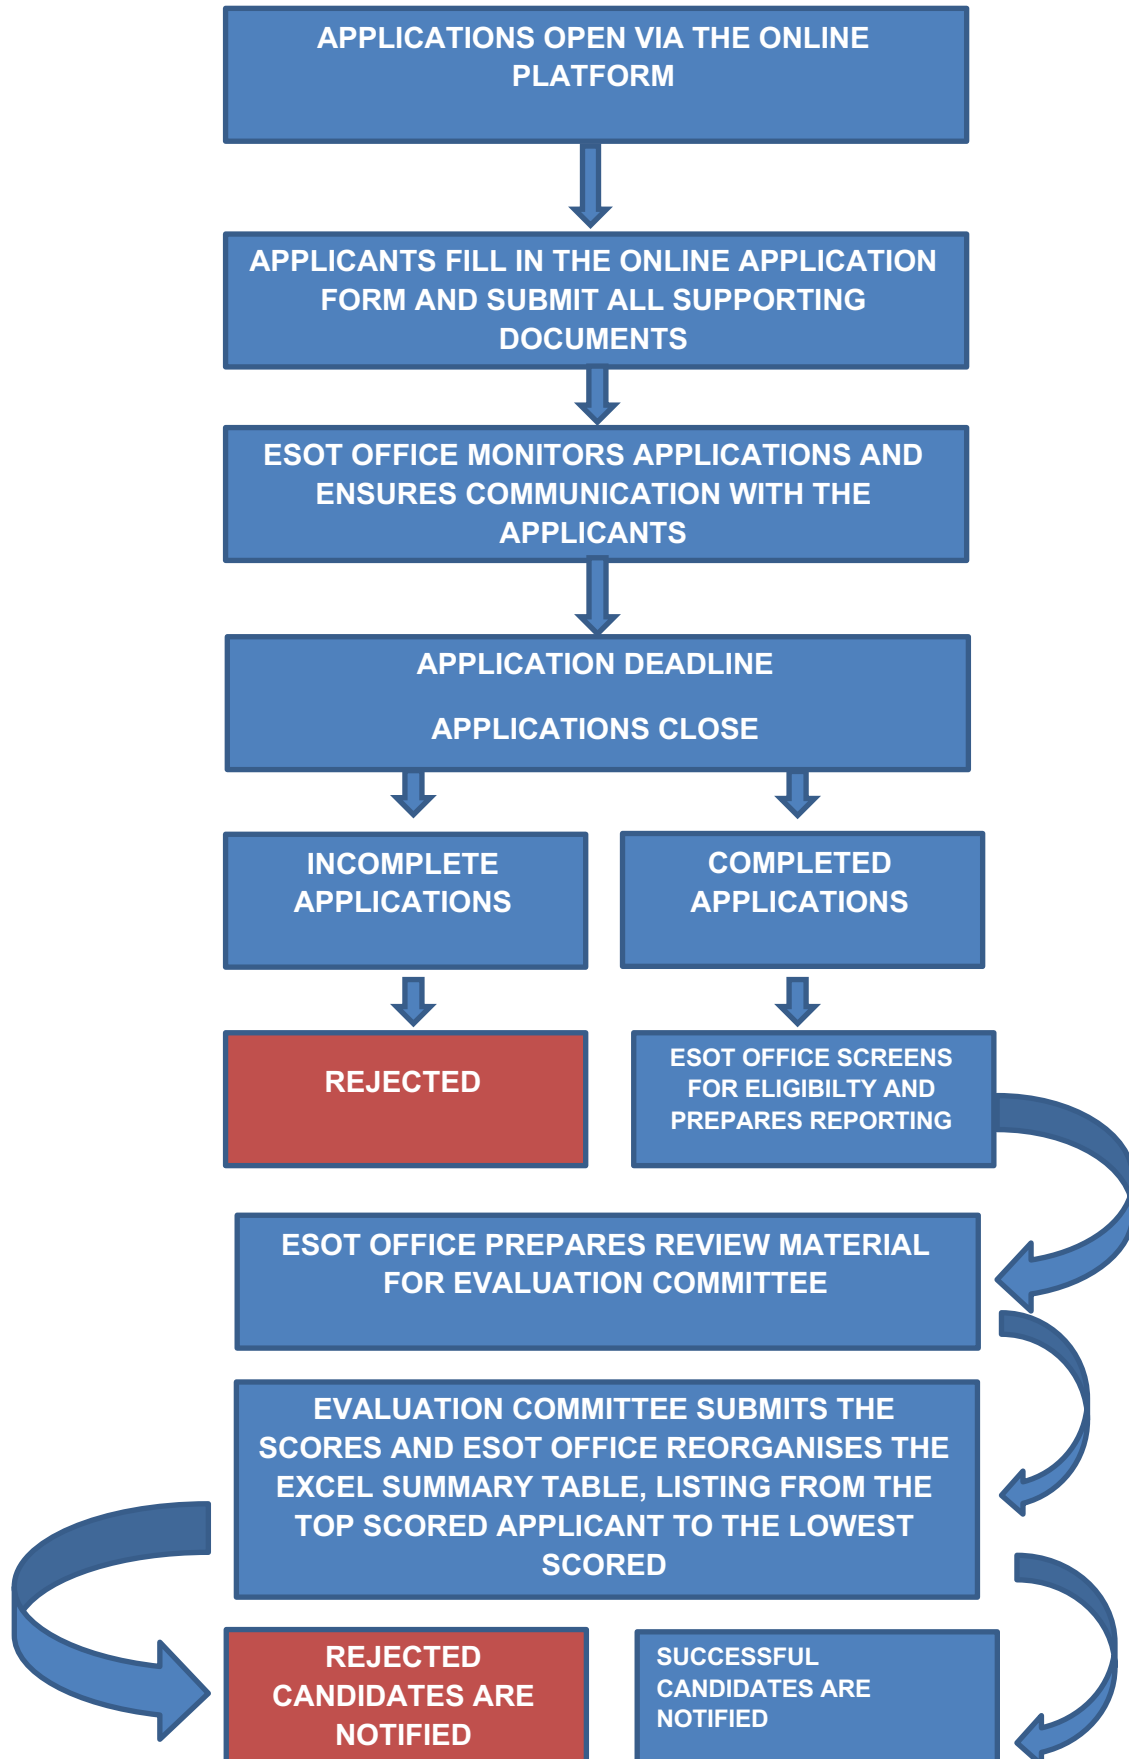 APPLICATIONS OPEN VIA THE ONLINE
PLATFORM
APPLICANTS FILL IN THE ONLINE APPLICATION
FORM AND SUBMIT ALL SUPPORTING
DOCUMENTS
ESOT OFFICE MONITORS APPLICATIONS AND
ENSURES COMMUNICATION WITH THE
APPLICANTS
APPLICATION DEADLINE
APPLICATIONS CLOSE
INCOMPLETE
APPLICATIONS
COMPLETED
APPLICATIONS
REJECTED
ESOT OFFICE SCREENS
FOR ELIGIBILTY AND
PREPARES REPORTING
ESOT OFFICE PREPARES REVIEW MATERIAL
FOR EVALUATION COMMITTEE
EVALUATION COMMITTEE SUBMITS THE
SCORES AND ESOT OFFICE REORGANISES THE
EXCEL SUMMARY TABLE, LISTING FROM THE
TOP SCORED APPLICANT TO THE LOWEST
SCORED
REJECTED
CANDIDATES ARE
NOTIFIED
SUCCESSFUL
CANDIDATES ARE
NOTIFIED